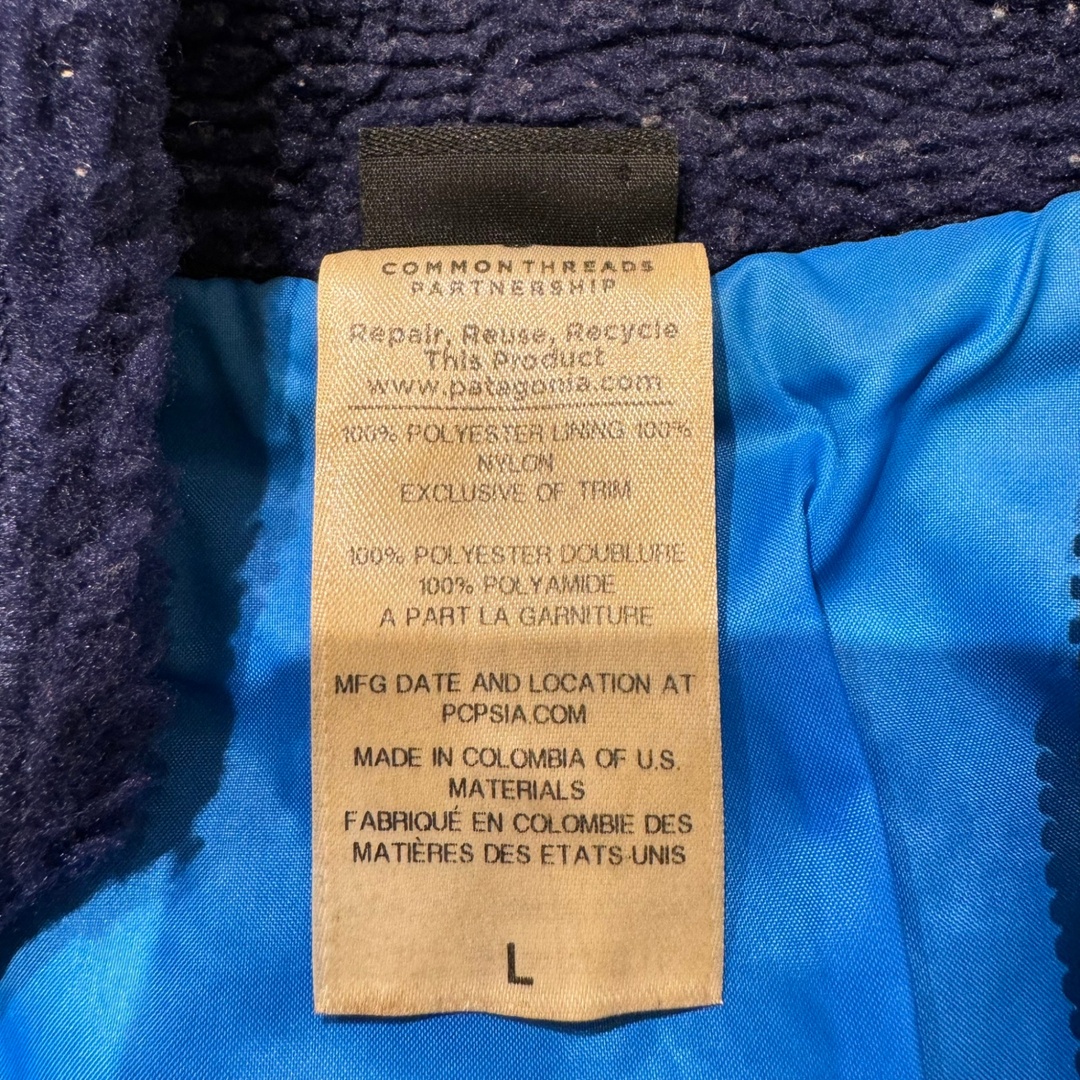 COMMON THREADS
PARTNERSHIP
Repair, Reuse, Recycle
This Product
www.patagonia.com
100% POLYESTER LINING 100%
NYLON
EXCLUSIVE OF TRIM
100% POLYESTER DOUBLURE
100% POLYAMIDE
A PART LA GARNITURE
MFG DATE AND LOCATION AT
PCPSIA.COM
MADE IN COLOMBIA OF U.S.
MATERIALS
FABRIQUÉ EN COLOMBIE DES
MATIÈRES DES ETATS-UNIS
L